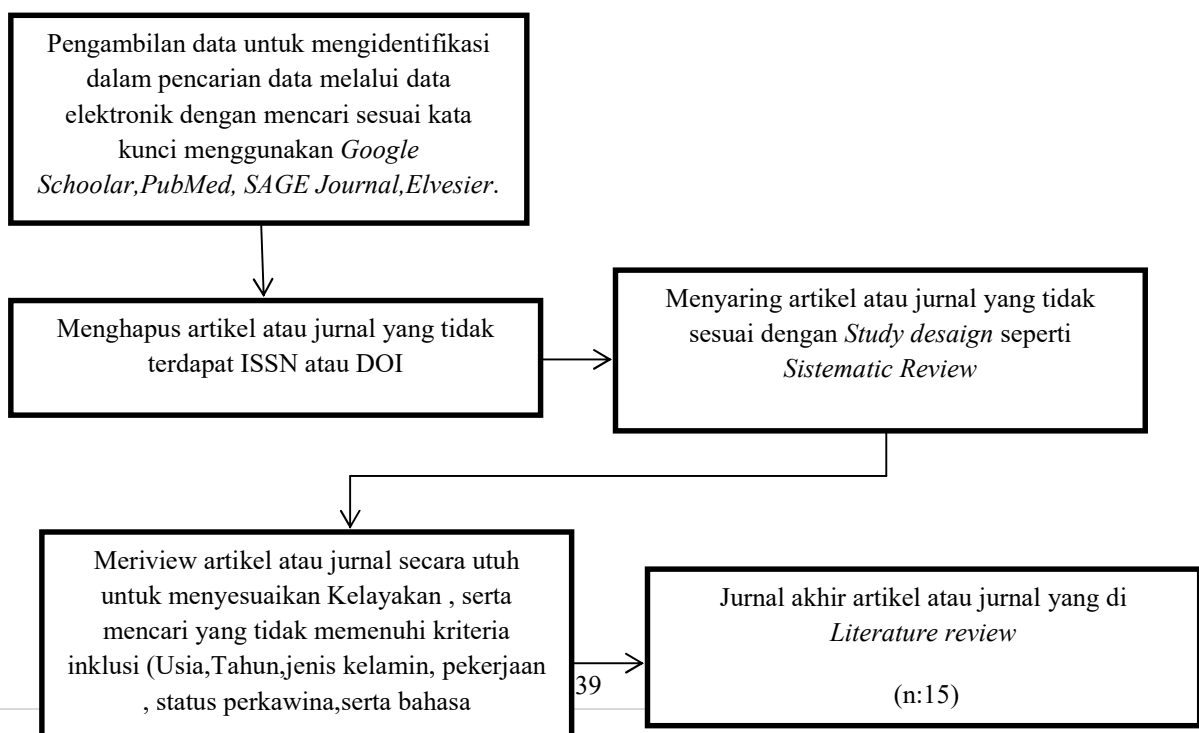 Pengambilan data untuk mengidentifikasi
dalam pencarian data melalui data
elektronik dengan mencari sesuai kata
kunci menggunakan Google
Schoolar,PubMed, SAGE Journal,Elvesier.
Menghapus artikel atau jurnal yang tidak
terdapat ISSN atau DOI
Menyaring artikel atau jurnal yang tidak
sesuai dengan Study desaign seperti
Sistematic Review
Meriview artikel atau jurnal secara utuh
untuk menyesuaikan Kelayakan , serta
mencari yang tidak memenuhi kriteria
inklusi (Usia,Tahun,jenis kelamin, pekerjaan
, status perkawina,serta bahasa
Jurnal akhir artikel atau jurnal yang di
Literature review
(n:15)
39